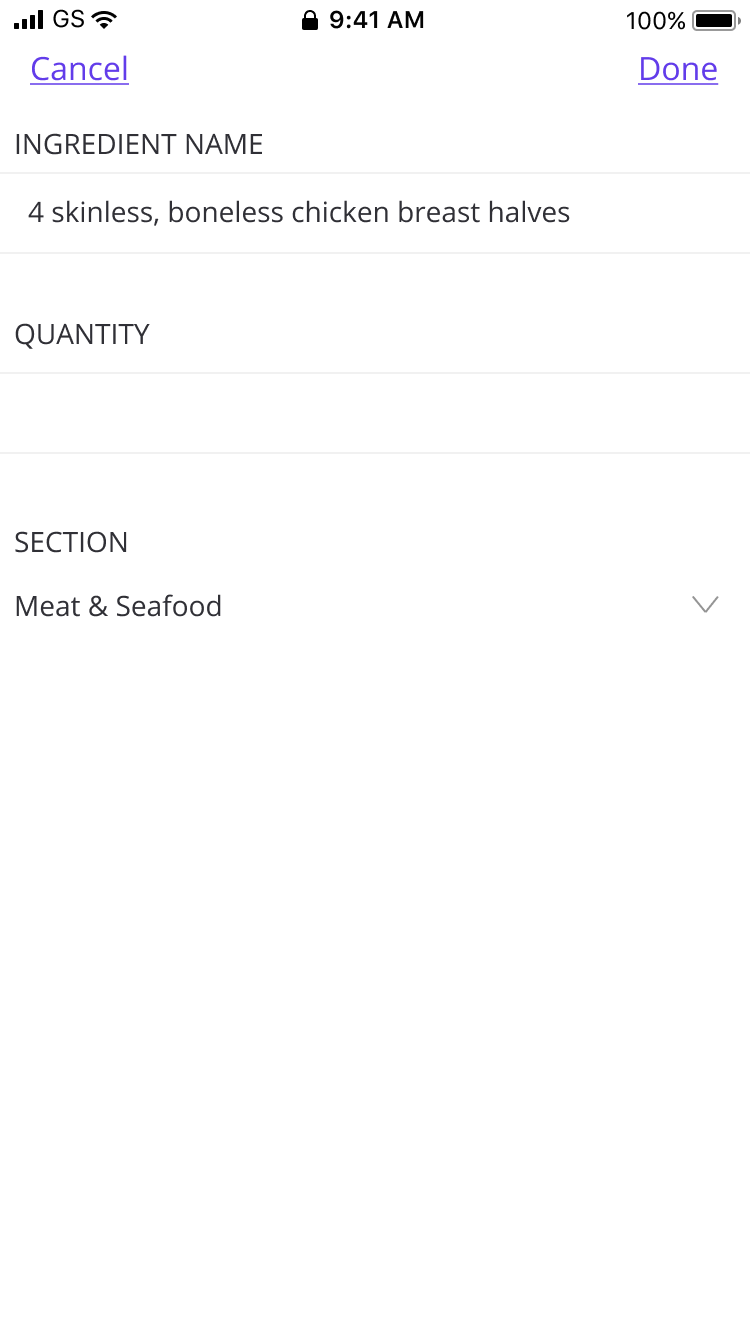 GS 9:41 AM 100%
Cancel Done
INGREDIENT NAME
4 skinless, boneless chicken breast halves
QUANTITY
SECTION
Meat & Seafood